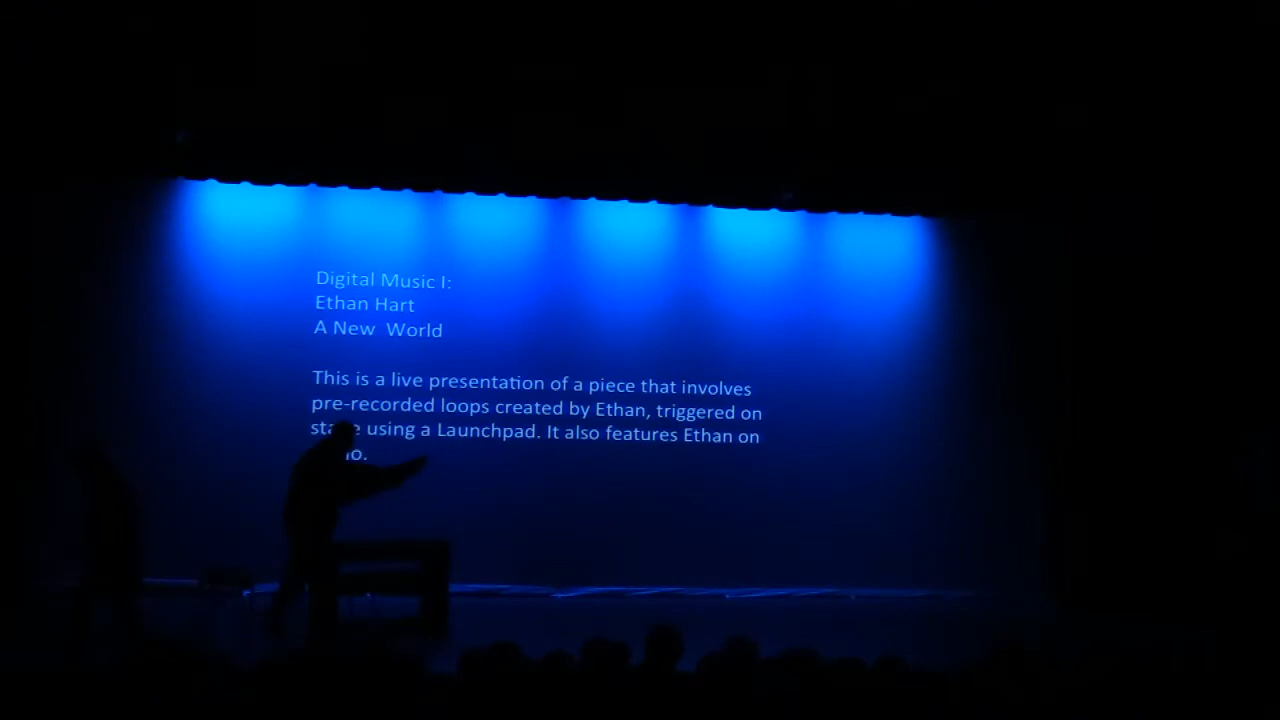 Digital Music I:
Ethan Hart
A New World
This is a live presentation of a piece that involves
pre-recorded loops created by Ethan, triggered on
using a Launchpad. It also features Ethan on